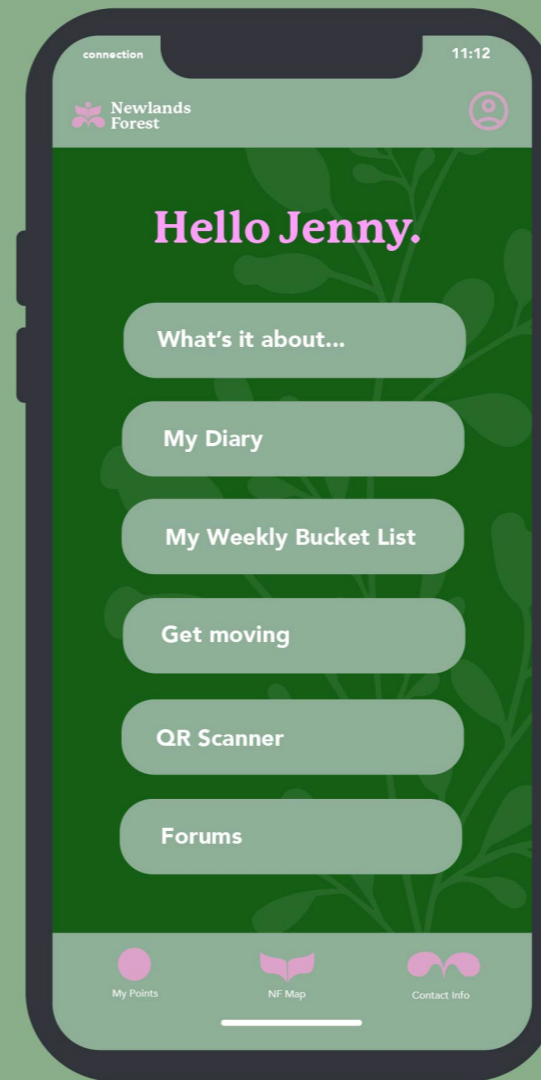 connection
11:12
Newlands
Forest
Hello Jenny.
What's it about...
My Diary
My Weekly Bucket List
Get moving
QR Scanner
Forums
My Points
NF Map
Contact Info